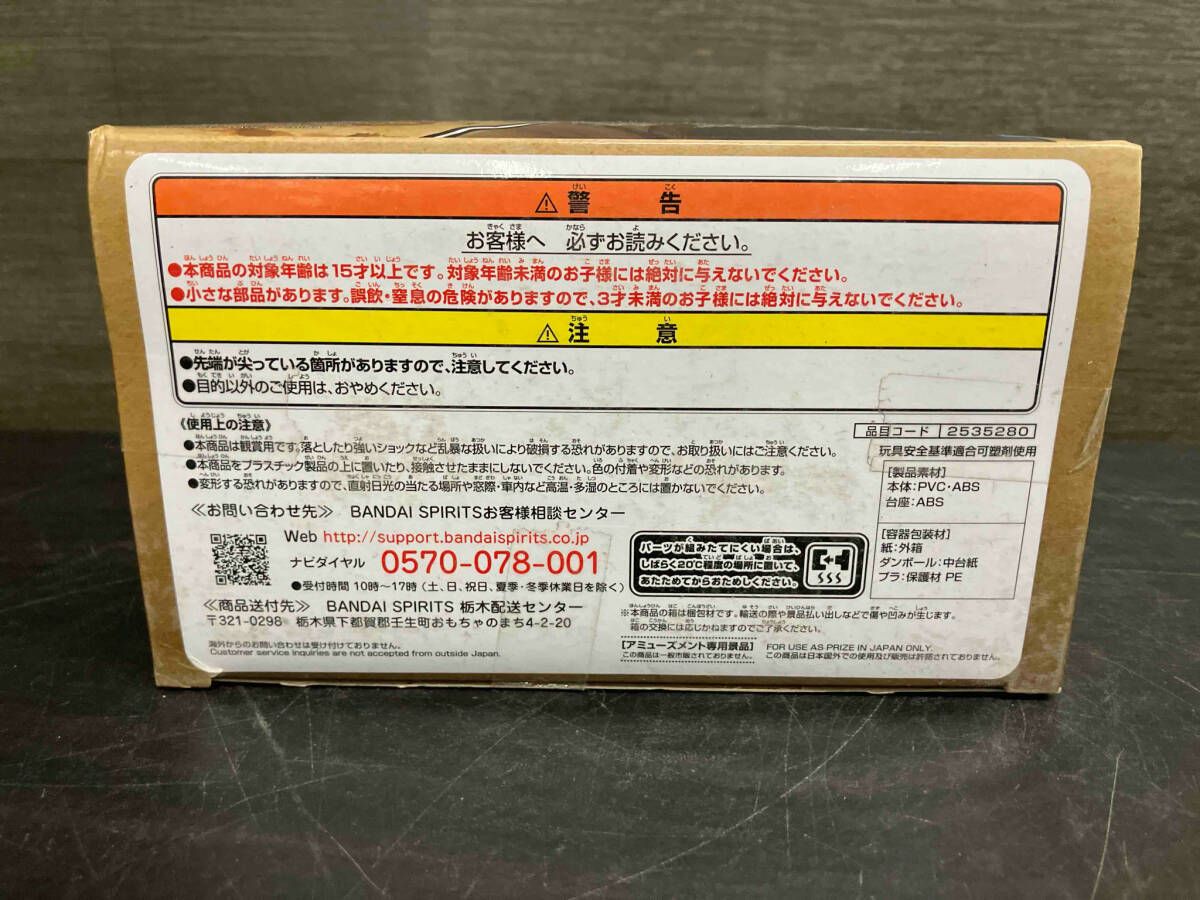 ⚠警告
お客様へ 必ずお読みください。
●本商品の対象年齢は15才以上です。対象年齢未満のお子様には絶対に与えないでください。
●小さな部品があります。誤飲・窒息の危険がありますので、3才未満のお子様には絶対に与えないでください。
⚠注意
●先端が尖っている箇所がありますので、注意してください。
●目的以外のご使用は、おやめください。
《使用上の注意》
●本商品は観賞用です。落としたり強いショックなど乱暴な扱いにより破損する恐れがありますので、お取り扱いにはご注意ください。
●本商品をプラスチック製品の上に置いたり、接触させたままにしないでください。色の付着や変形などの恐れがあります。
●変形する恐れがありますので、直射日光の当たる場所や窓際・車内など高温・多湿のところには置かないでください。
品目コード 2535280
玩具安全基準適合可塑剤使用
[製品素材]
本体:PVC・ABS
台座:ABS
[容器包装材]
紙:外箱
ダンボール:中台紙
プラ:保護材 PE
≪お問い合わせ先≫ BANDAI SPIRITSお客様相談センター
Web http://support.bandaispirits.co.jp
ナビダイヤル 0570-078-001
●受付時間 10時〜17時(土、日、祝日、夏季・冬季休業日を除く)
パーツが組みたてにくい場合は、
しばらく20℃程度の場所に置いて、
あたためてからおためしください。
≪商品送付先≫ BANDAI SPIRITS 栃木配送センター
〒321-0298 栃木県下都賀郡壬生町おもちゃのまち4-2-20
※本商品の箱は梱包材です。輸送の際や景品払い出しなどで傷や凹みが生じます。
箱の交換には応じかねますのでご了承ください。
海外からのお問い合わせは受け付けておりません。
Customer service inquiries are not accepted from outside Japan.
[アミューズメント専用景品]
この商品は一般市販されておりません。
FOR USE AS PRIZE IN JAPAN ONLY.
この商品は日本国外での使用及び販売は許諾されておりません。